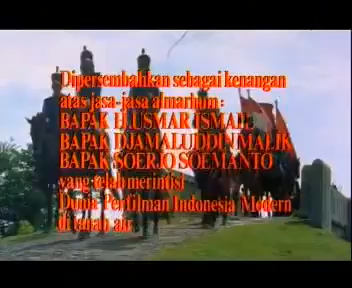 Dipersembahkan sebagai kenangan
atas jasa-jasa almarhum:
BAPAK H.USMAR ISMAIL
BAPAK DJAMALUDDIN MALIK
BAPAK SOERJO SOEMANTO
yang telah merintis
Dunia Perfilman Indonesia Modern
di tanah air